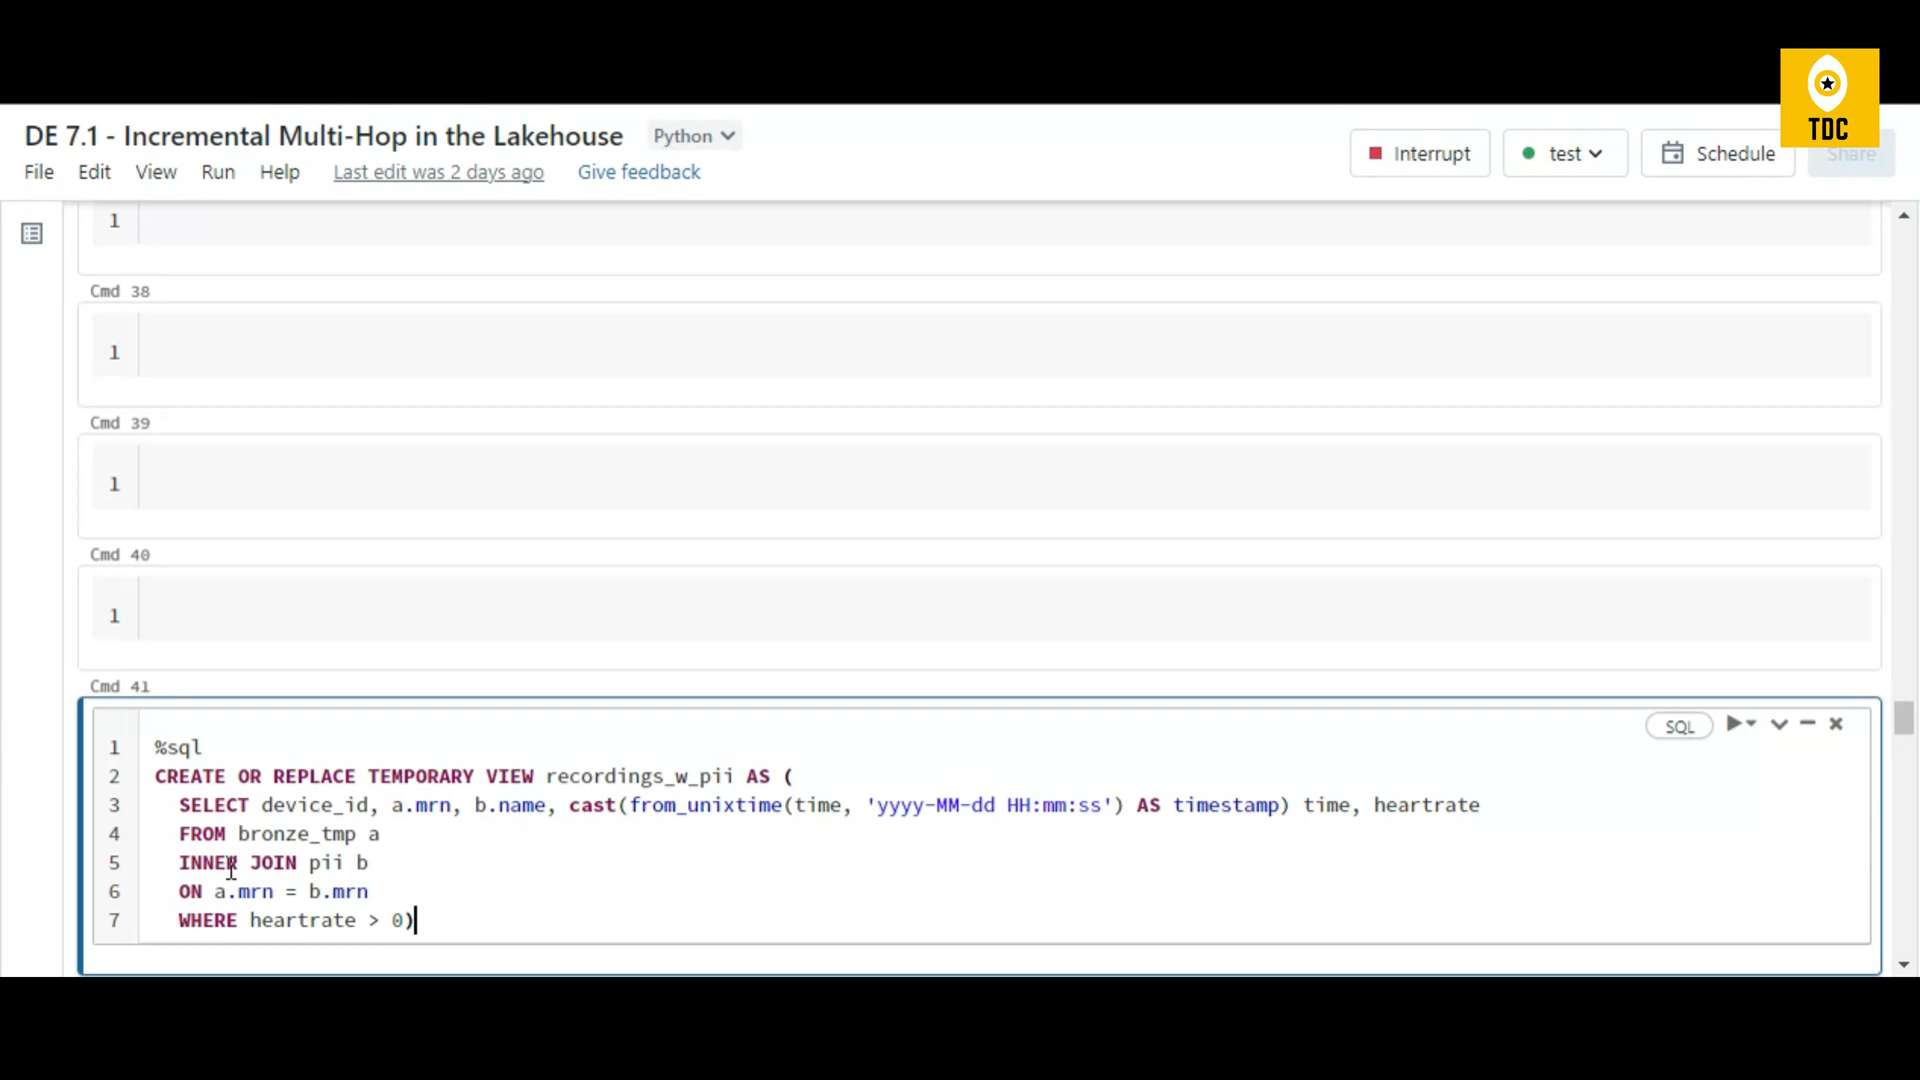 TDC
DE 7.1 - Incremental Multi-Hop in the Lakehouse Python
Interrupt test Schedule Share
File Edit View Run Help Last edit was 2 days ago Give feedback
1
Cmd 38
1
Cmd 39
1
Cmd 40
1
Cmd 41
SQL
1 %sql
2 CREATE OR REPLACE TEMPORARY VIEW recordings_w_pii AS (
3 SELECT device_id, a.mrn, b.name, cast(from_unixtime(time, 'yyyy-MM-dd HH:mm:ss') AS timestamp) time, heartrate
4 FROM bronze_tmp a
5 INNER JOIN pii b
6 ON a.mrn = b.mrn
7 WHERE heartrate > 0)